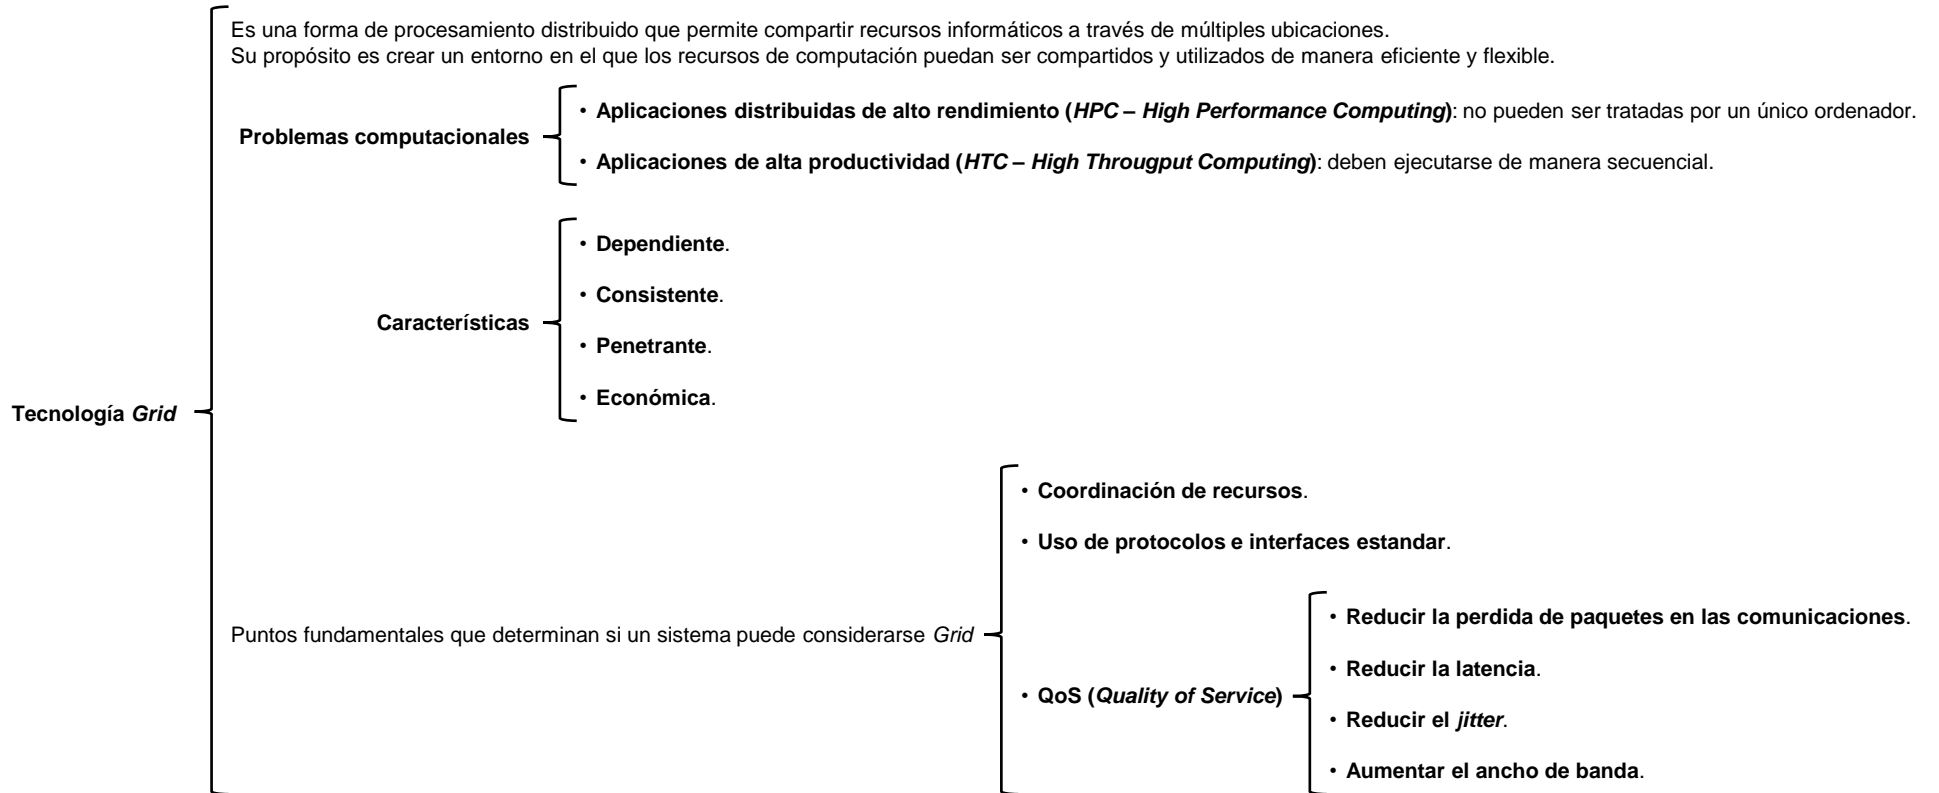 Es una forma de procesamiento distribuido que permite compartir recursos informáticos a través de múltiples ubicaciones.
Su propósito es crear un entorno en el que los recursos de computación puedan ser compartidos y utilizados de manera eficiente y flexible.
Problemas computacionales
• Aplicaciones distribuidas de alto rendimiento (HPC – High Performance Computing): no pueden ser tratadas por un único ordenador.
• Aplicaciones de alta productividad (HTC – High Througput Computing): deben ejecutarse de manera secuencial.
Características
• Dependiente.
• Consistente.
• Penetrante.
• Económica.
Tecnología Grid
Puntos fundamentales que determinan si un sistema puede considerarse Grid
• Coordinación de recursos.
• Uso de protocolos e interfaces estandar.
• QoS (Quality of Service)
• Reducir la perdida de paquetes en las comunicaciones.
• Reducir la latencia.
• Reducir el jitter.
• Aumentar el ancho de banda.